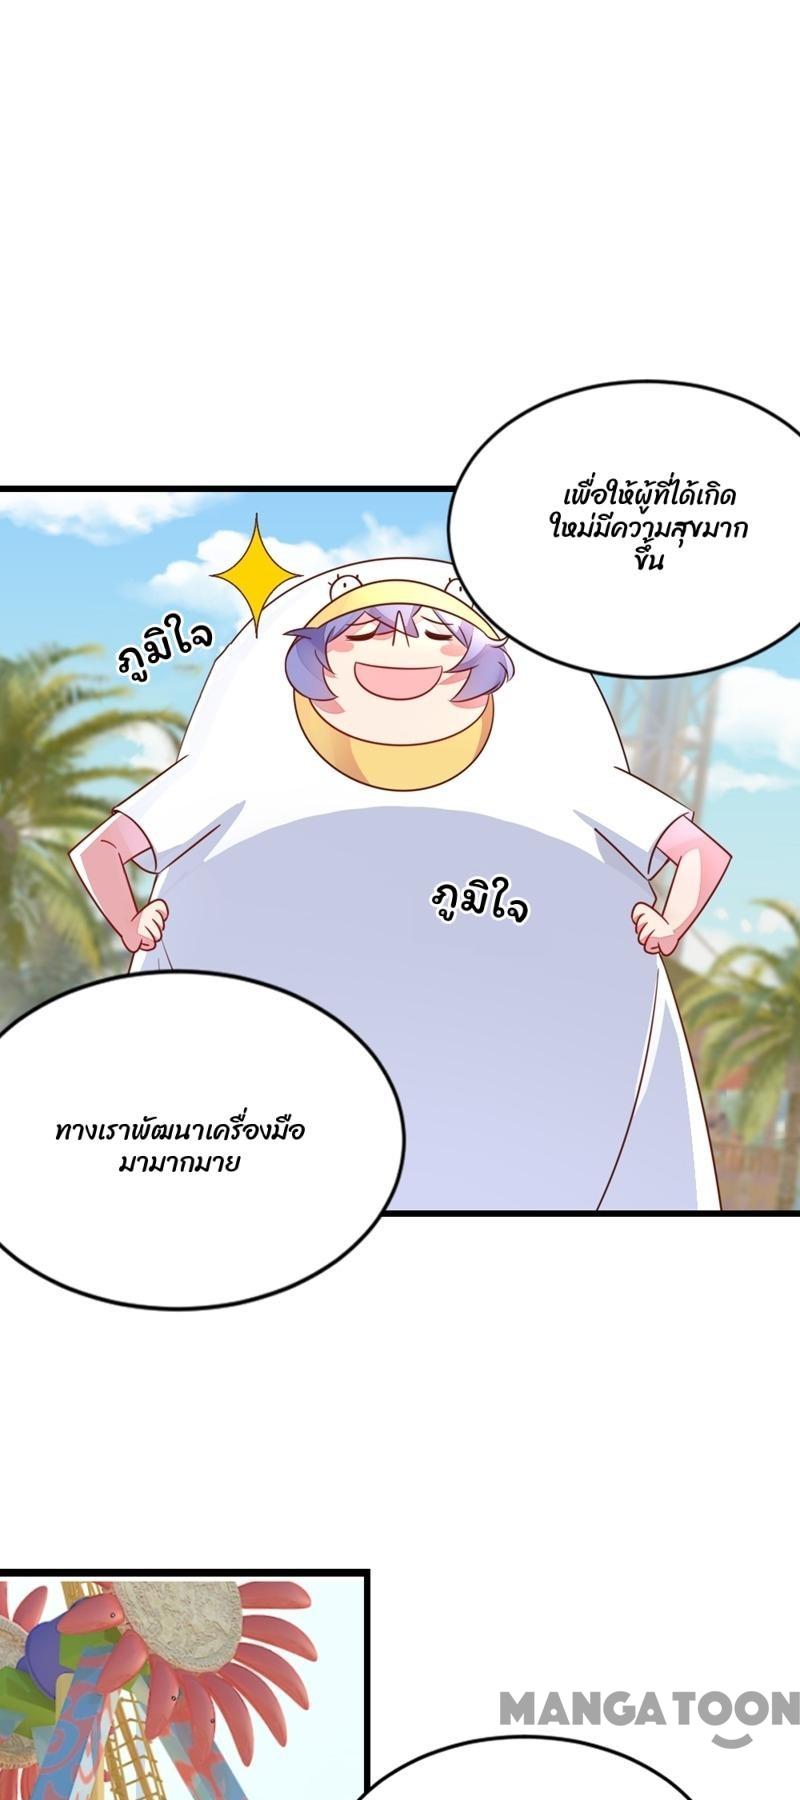 เพื่อให้ผู้ที่ได้เกิด
ใหม่มีความสุขมาก
ขึ้น
ภูมิใจ
ภูมิใจ
ทางเราพัฒนาเครื่องมือ
มามากมาย
MANGATOON